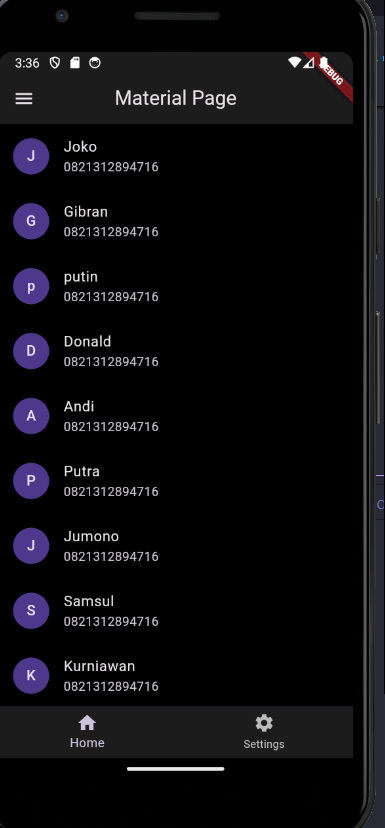 3:36
DEBUG
Material Page
J
Joko
0821312894716
G
Gibran
0821312894716
p
putin
0821312894716
D
Donald
0821312894716
A
Andi
0821312894716
P
Putra
0821312894716
J
Jumono
0821312894716
S
Samsul
0821312894716
K
Kurniawan
0821312894716
Home
Settings